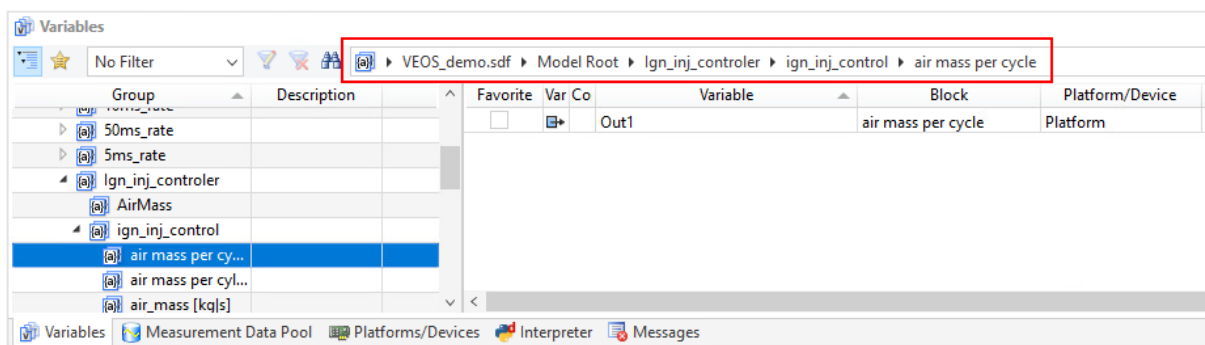 Variables
No Filter VEOS_demo.sdf Model Root Ign_inj_controler ign_inj_control air mass per cycle
Group Description Favorite Var Co Variable Block Platform/Device
50ms_rate Out1 air mass per cycle Platform
5ms_rate
Ign_inj_controler
AirMass
ign_inj_control
air mass per cy...
air mass per cyl...
air_mass [kg|s]
Variables Measurement Data Pool Platforms/Devices Interpreter Messages